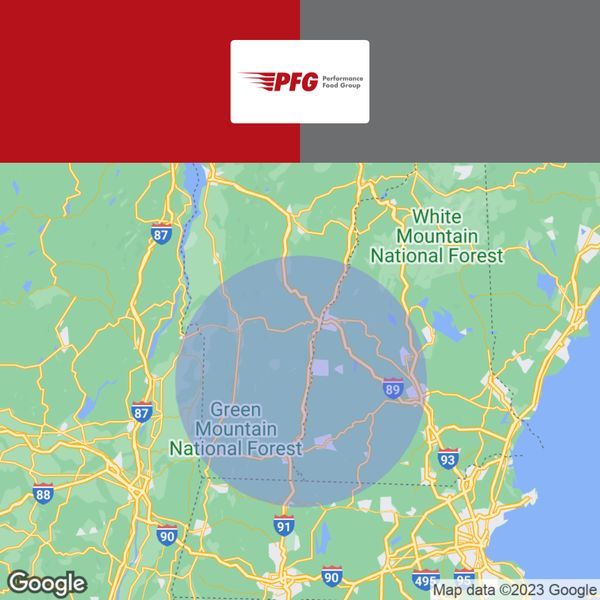 PFG Performance
Food Group
White
Mountain
National Forest
87
89
Green
Mountain
National Forest
87
93
88
90
91
90
495
95
Google
Map data ©2023 Google